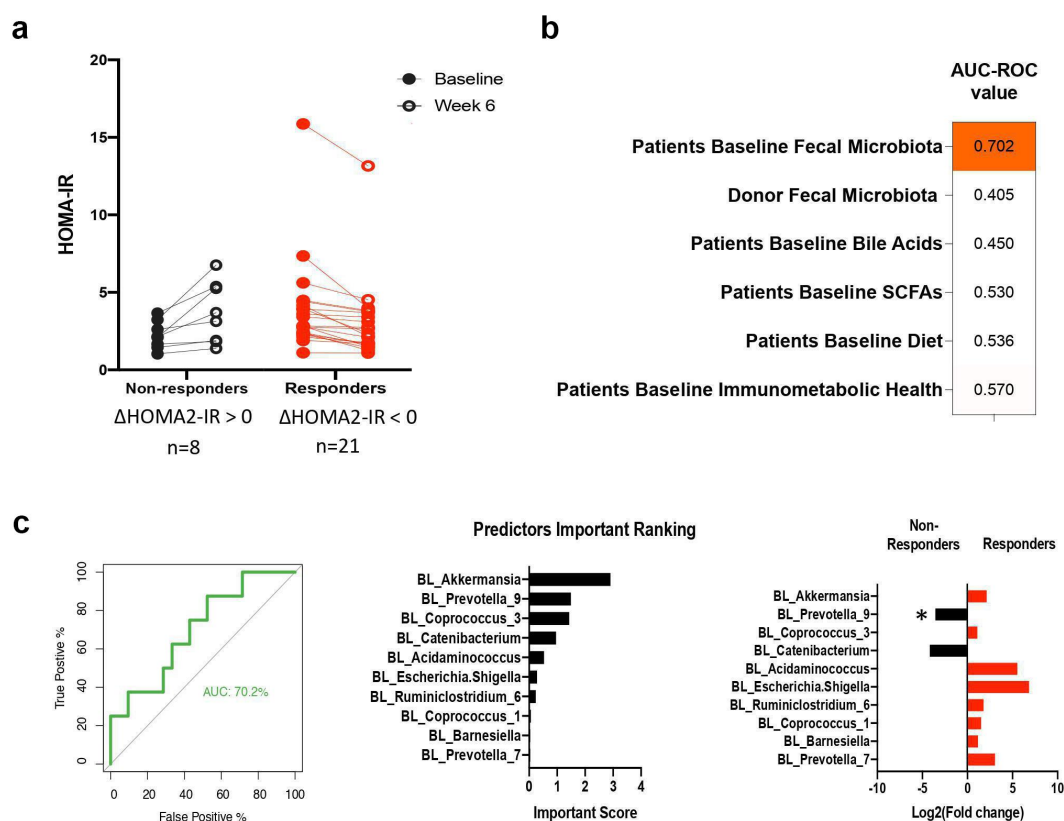 a
20
15
10
5
0
HOMA-IR
Baseline
Week 6
Non-responders
Responders
ΔHOMA2-IR > 0
ΔHOMA2-IR < 0
n=8
n=21
b
AUC-ROC
value
Patients Baseline Fecal Microbiota
0.702
Donor Fecal Microbiota
0.405
Patients Baseline Bile Acids
0.450
Patients Baseline SCFAs
0.530
Patients Baseline Diet
0.536
Patients Baseline Immunometabolic Health
0.570
c
True Postive %
100
80
60
40
20
0
AUC: 70.2%
0 20 40 60 80 100
False Positive %
Predictors Important Ranking
BL_Akkermansia
BL_Prevotella_9
BL_Coprococcus_3
BL_Catenibacterium
BL_Acidaminococcus
BL_Escherichia.Shigella
BL_Ruminiclostridium_6
BL_Coprococcus_1
BL_Barnesiella
BL_Prevotella_7
0 1 2 3 4
Important Score
Non-
Responders
Responders
BL_Akkermansia
BL_Prevotella_9
*
BL_Coprococcus_3
BL_Catenibacterium
BL_Acidaminococcus
BL_Escherichia.Shigella
BL_Ruminiclostridium_6
BL_Coprococcus_1
BL_Barnesiella
BL_Prevotella_7
-10 -5 0 5 10
Log2(Fold change)